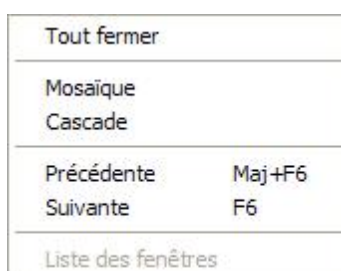 Tout fermer
Mosaïque
Cascade
Précédente Maj+F6
Suivante F6
Liste des fenêtres